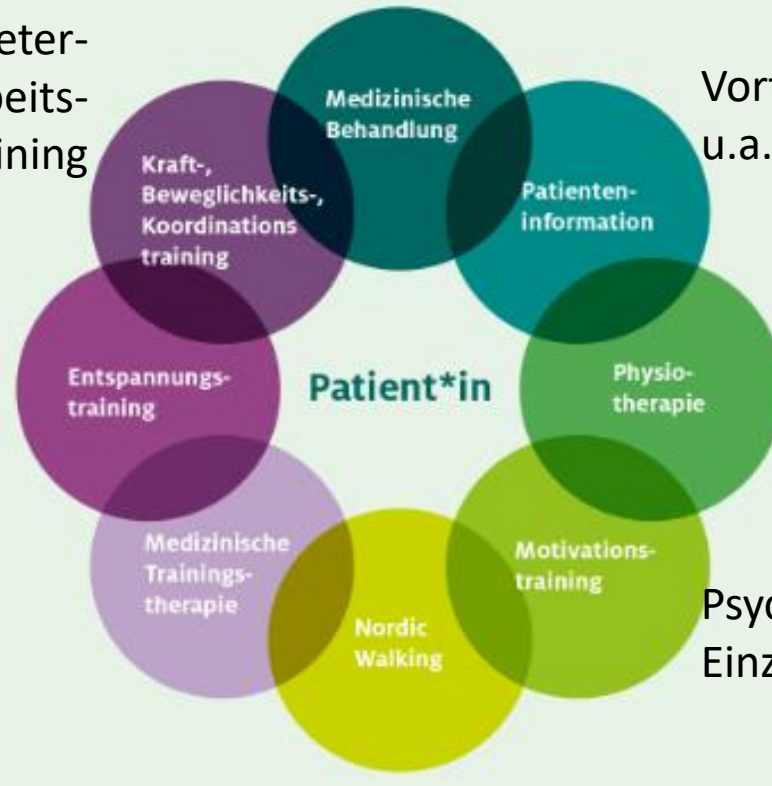 Medizinische
Behandlung
Patienten-
information
Physio-
therapie
Motivations-
training
Nordic
Walking
Medizinische
Trainings-
therapie
Entspannungs-
training
Kraft-,
Beweglichkeits-,
Koordinations
training
Patient*in
u.a.